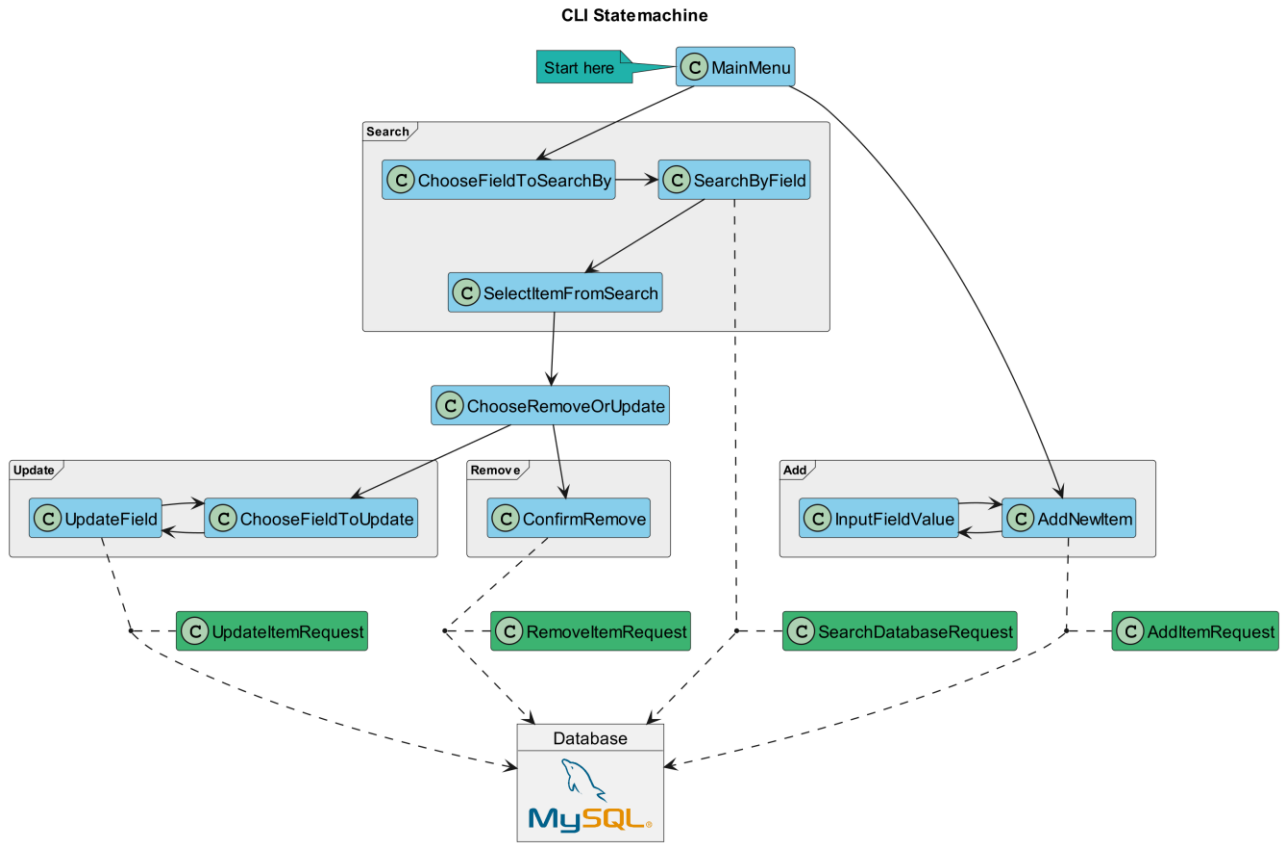 CLI Statemachine
Start here
C MainMenu
Search
C ChooseFieldToSearchBy
C SearchByField
C SelectItemFromSearch
C ChooseRemoveOrUpdate
Update
C UpdateField
C ChooseFieldToUpdate
Remove
C ConfirmRemove
Add
C InputFieldValue
C AddNewItem
C UpdateItemRequest
C RemoveItemRequest
C SearchDatabaseRequest
C AddItemRequest
Database
MySQL®